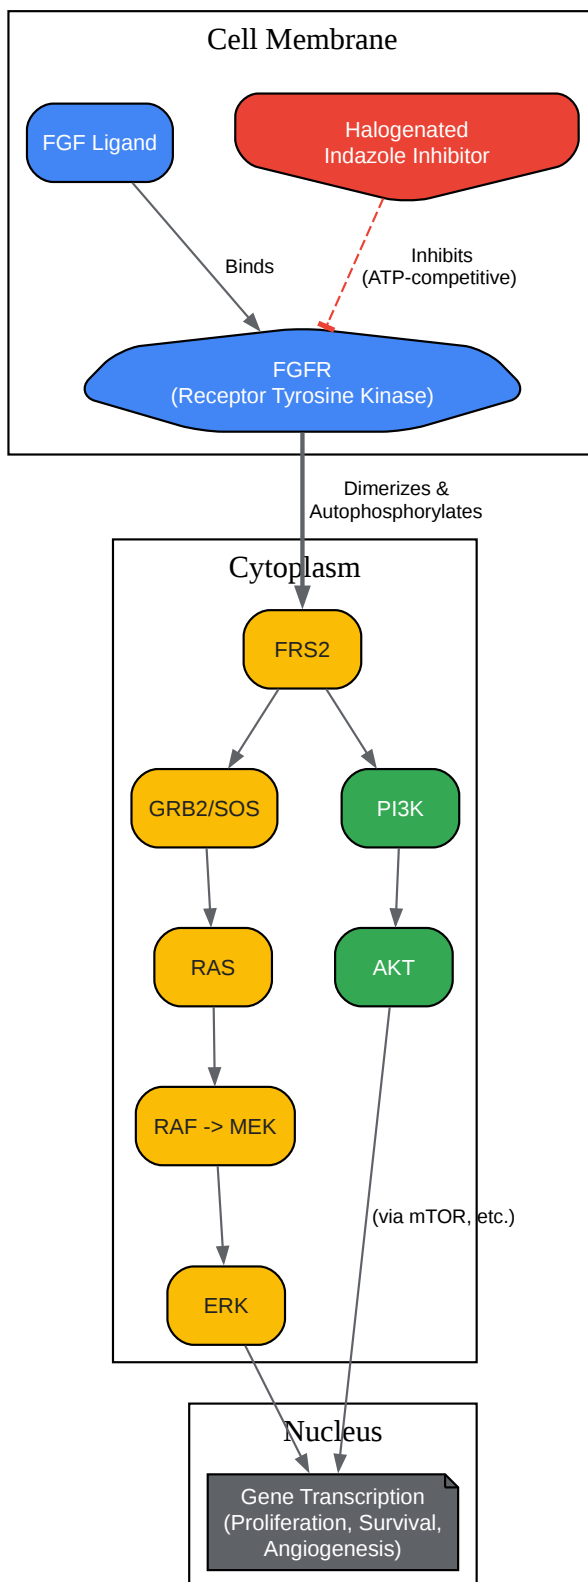 Cell Membrane
FGF Ligand
Halogenated
Indazole Inhibitor
Binds
Inhibits
(ATP-competitive)
FGFR
(Receptor Tyrosine Kinase)
Dimerizes &
Autophosphorylates
Cytoplasm
FRS2
GRB2/SOS
PI3K
RAS
AKT
RAF -> MEK
(via mTOR, etc.)
ERK
Nucleus
Gene Transcription
(Proliferation, Survival,
Angiogenesis)